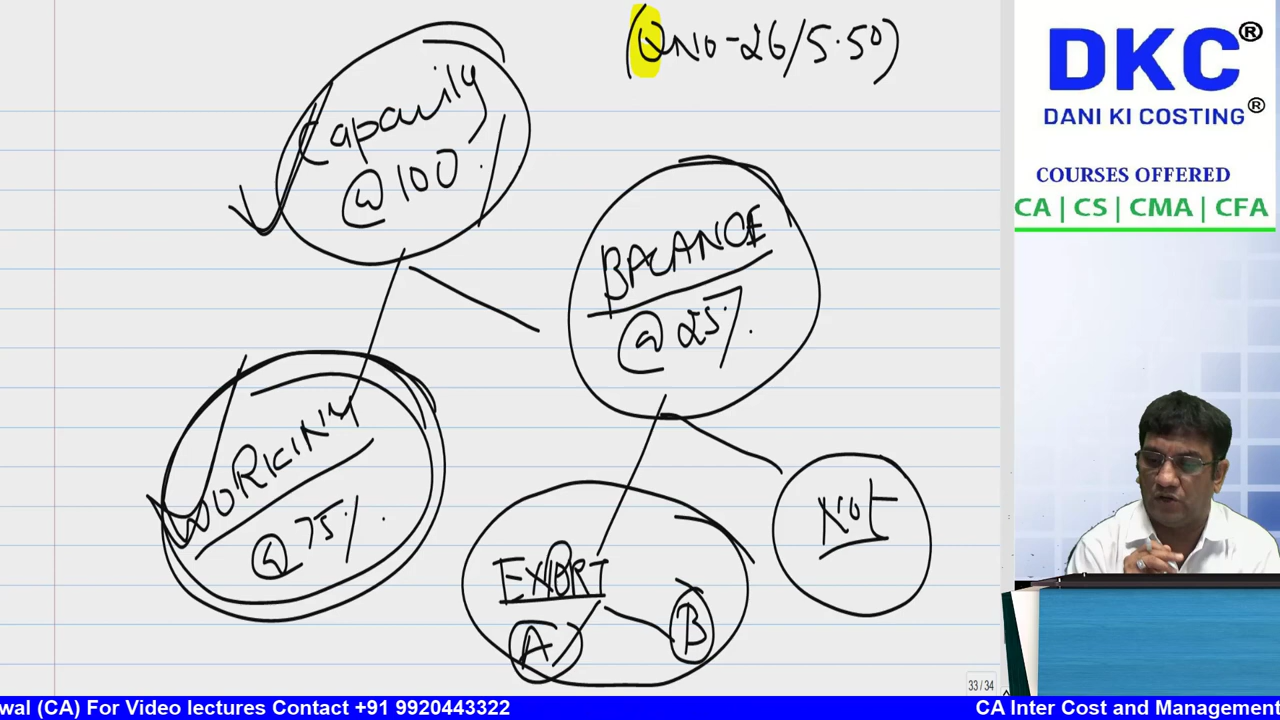 (QNo-26/5.50)
Capacity
@ 100%
BALANCE
@ 25%
WORKING
@ 75%
EXPORT
A
B
Not
DKC®
DANI KI COSTING®
COURSES OFFERED
CA | CS | CMA | CFA
33 / 34
wal (CA) For Video lectures Contact +91 9920443322
CA Inter Cost and Management